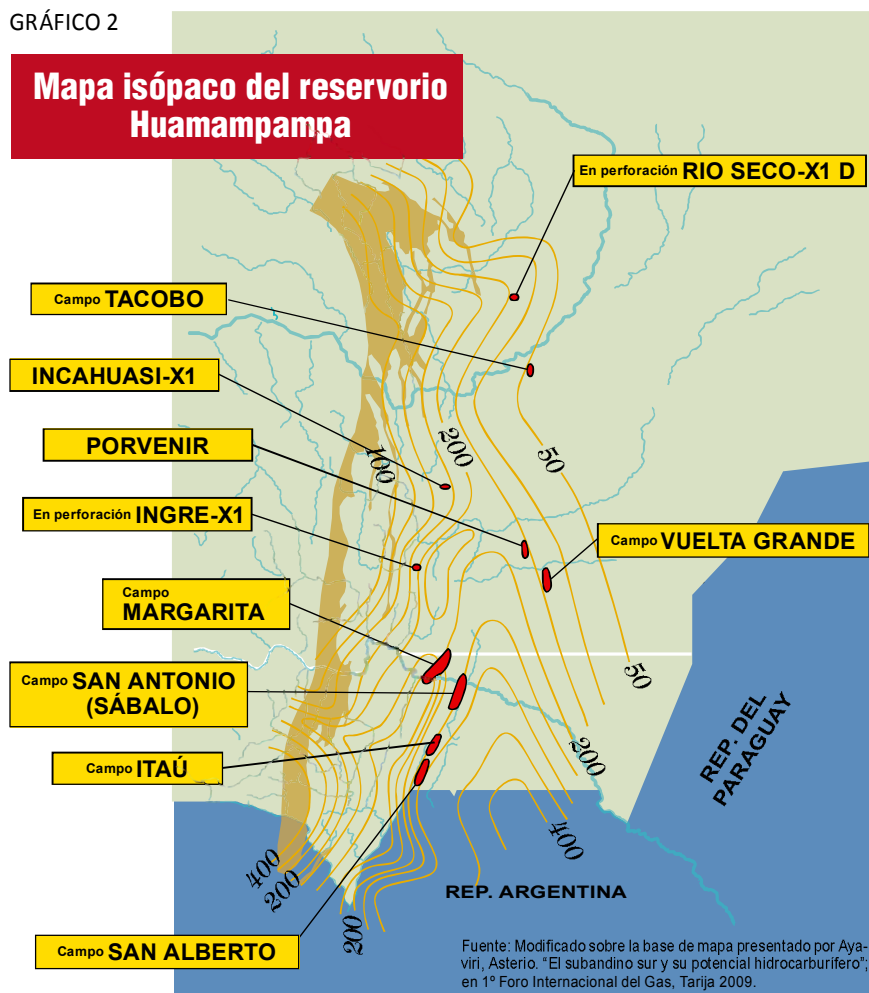 GRÁFICO 2
Mapa isópaco del reservorio
Huamampampa
En perforación RIO SECO-X1 D
Campo TACOBO
INCAHUASI-X1
PORVENIR
En perforación INGRE-X1
Campo
MARGARITA
Campo SAN ANTONIO
(SÁBALO)
Campo ITAÚ
Campo SAN ALBERTO
Campo VUELTA GRANDE
100
200
50
50
200
400
400
200
200
REP. DEL
PARAGUAY
REP. ARGENTINA
Fuente: Modificado sobre la base de mapa presentado por Aya-
viri, Asterio. “El subandino sur y su potencial hidrocarburífero”;
en 1º Foro Internacional del Gas, Tarija 2009.